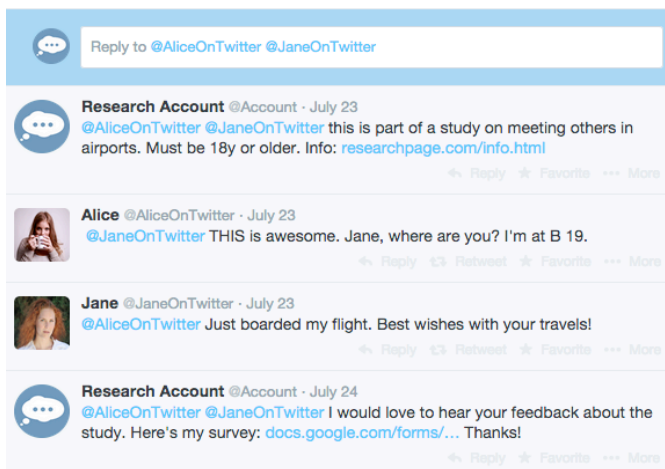 Reply to @AliceOnTwitter @JaneOnTwitter
Research Account @Account · July 23
@AliceOnTwitter @JaneOnTwitter this is part of a study on meeting others in
airports. Must be 18y or older. Info: researchpage.com/info.html
Reply Favorite More
Alice @AliceOnTwitter · July 23
@JaneOnTwitter THIS is awesome. Jane, where are you? I'm at B 19.
Reply Retweet Favorite More
Jane @JaneOnTwitter · July 23
@AliceOnTwitter Just boarded my flight. Best wishes with your travels!
Reply Retweet Favorite More
Research Account @Account · July 24
@AliceOnTwitter @JaneOnTwitter I would love to hear your feedback about the
study. Here's my survey: docs.google.com/forms/... Thanks!
Reply Favorite More